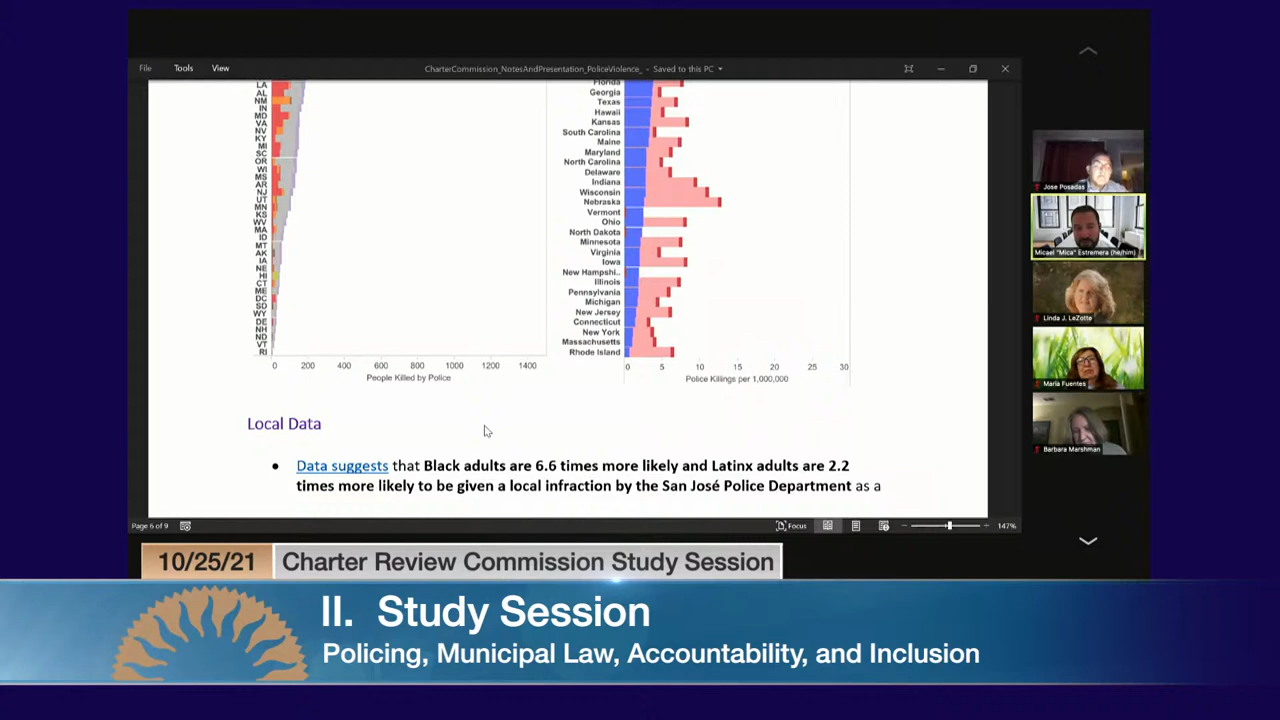 File Tools View CharterCommission_NotesAndPresentation_PoliceViolence_ - Saved to this PC
LA
AL
NM
IN
MD
VA
NV
KY
MI
SC
OR
WI
MS
AR
NJ
UT
MN
KS
WV
MA
ID
MT
AK
IA
NE
HI
CT
ME
DC
SD
WY
DE
NH
ND
VT
RI
0 200 400 600 800 1000 1200 1400
People Killed by Police
Florida
Georgia
Texas
Hawaii
Kansas
South Carolina
Maine
Maryland
North Carolina
Delaware
Indiana
Wisconsin
Nebraska
Vermont
Ohio
North Dakota
Minnesota
Virginia
Iowa
New Hampshi..
Illinois
Pennsylvania
Michigan
New Jersey
Connecticut
New York
Massachusetts
Rhode Island
0 5 10 15 20 25 30
Police Killings per 1,000,000
Local Data
• Data suggests that Black adults are 6.6 times more likely and Latinx adults are 2.2
times more likely to be given a local infraction by the San José Police Department as a
Page 6 of 9 Focus 147%
Jose Posadas
Micael "Mica" Estremera (he/him)
Linda J. LeZotte
María Fuentes
Barbara Marshman
10/25/21 Charter Review Commission Study Session
II. Study Session
Policing, Municipal Law, Accountability, and Inclusion